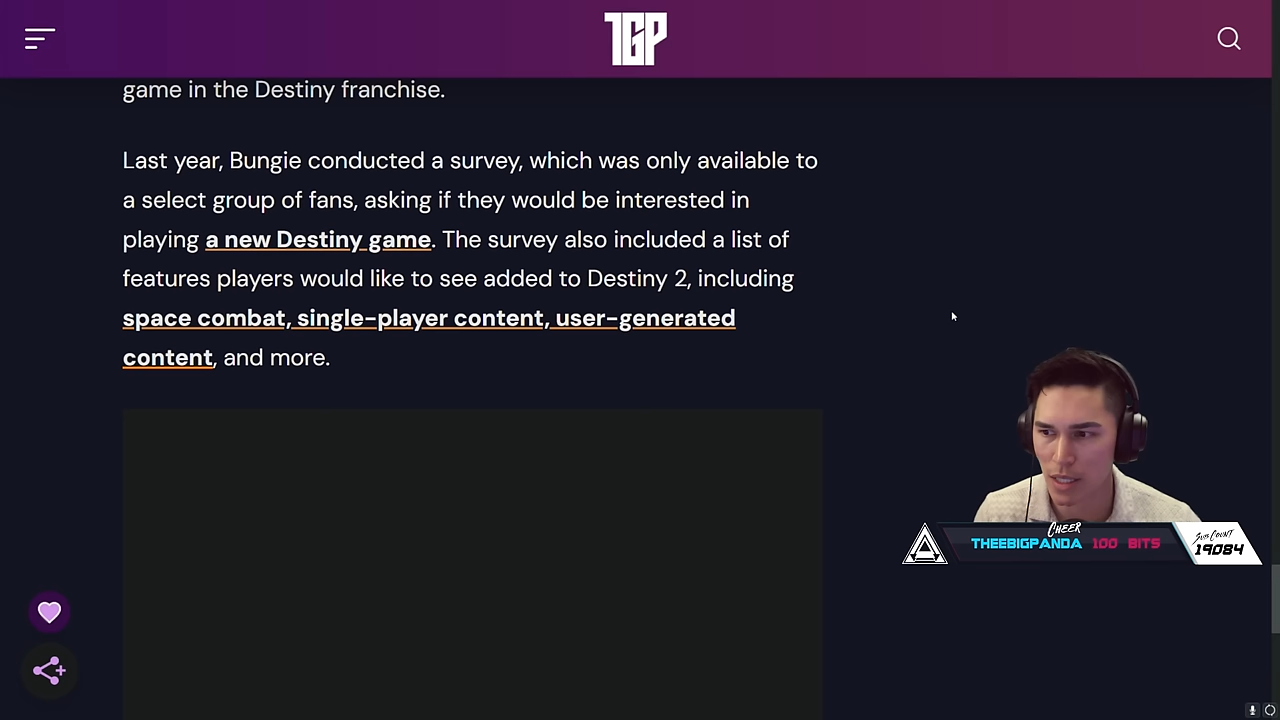 TGP
game in the Destiny franchise.
Last year, Bungie conducted a survey, which was only available to
a select group of fans, asking if they would be interested in
playing a new Destiny game. The survey also included a list of
features players would like to see added to Destiny 2, including
space combat, single-player content, user-generated
content, and more.
CHEER
THEEBIGPANDA 100 BITS
SUB COUNT
19084